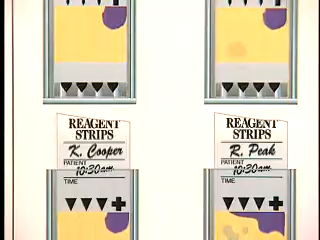 REAGENT
STRIPS
K. Cooper
PATIENT
10:30am
TIME
REAGENT
STRIPS
R. Peak
PATIENT
10:30am
TIME